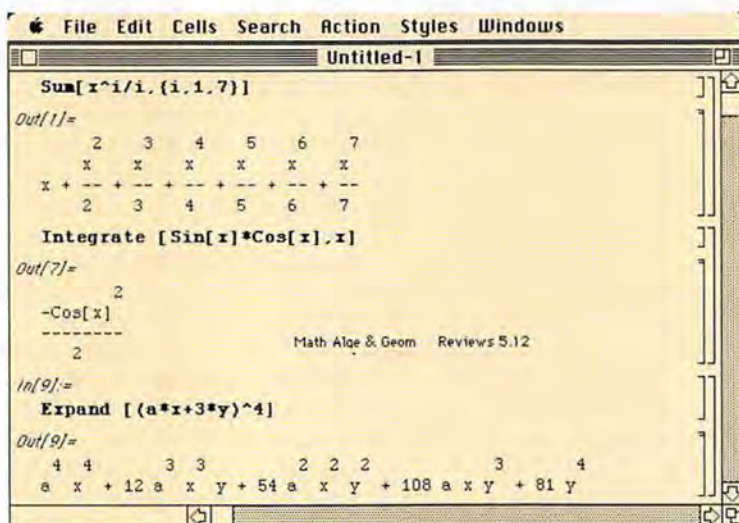 File Edit Cells Search Action Styles Windows
Untitled-1
Sum[x^i/i,{i,1,7}]
Out[1]=
2 3 4 5 6 7
x x x x x x
x + -- + -- + -- + -- + -- + --
2 3 4 5 6 7
Integrate [Sin[x]*Cos[x],x]
Out[7]=
2
-Cos[x]
--------
2
Math Alge & Geom Reviews 5.12
In[9]:=
Expand [(a*x+3*y)^4]
Out[9]=
4 4 3 3 2 2 2 3 4
a x + 12 a x y + 54 a x y + 108 a x y + 81 y